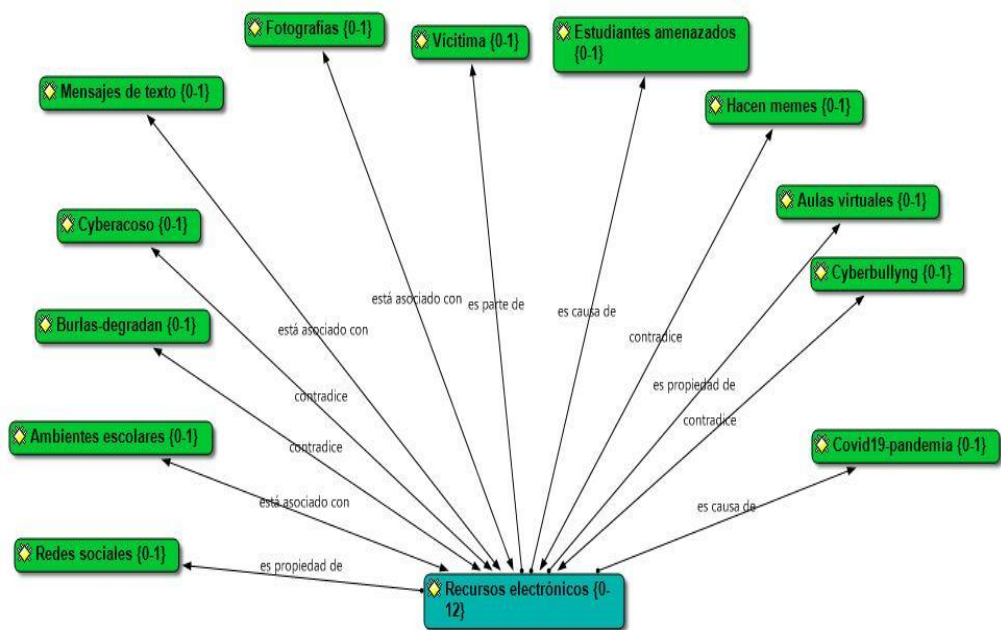 Fotografías {0-1}
Vícitima {0-1}
Estudiantes amenazados
{0-1}
Mensajes de texto {0-1}
Hacen memes {0-1}
Aulas virtuales {0-1}
Cyberacoso {0-1}
Cyberbullyng {0-1}
está asociado con
es parte de
es causa de
Burlas-degradan {0-1}
está asociado con
contradice
es propiedad de
contradice
contradice
Ambientes escolares {0-1}
contradice
Covid19-pandemia {0-1}
está asociado con
es causa de
Redes sociales {0-1}
es propiedad de
Recursos electrónicos {0-
12}